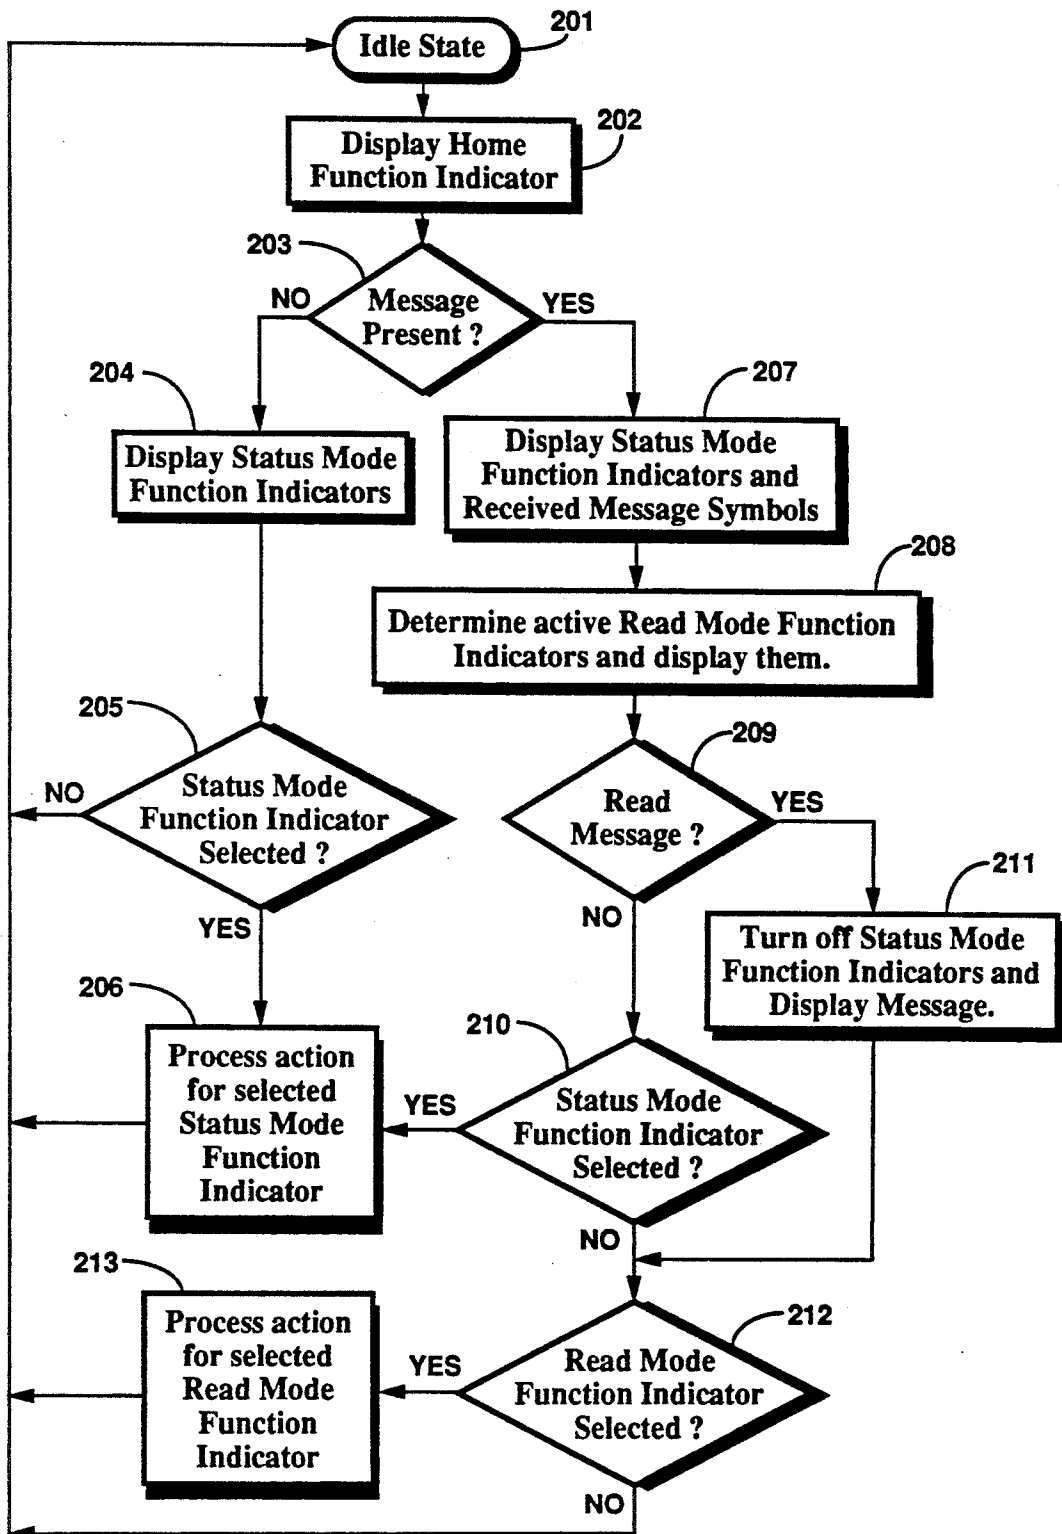 201
Idle State
202
Display Home
Function Indicator
203
NO
Message
Present ?
YES
204
Display Status Mode
Function Indicators
207
Display Status Mode
Function Indicators and
Received Message Symbols
208
Determine active Read Mode Function
Indicators and display them.
205
NO
Status Mode
Function Indicator
Selected ?
YES
209
Read
Message ?
YES
NO
211
Turn off Status Mode
Function Indicators and
Display Message.
206
Process action
for selected
Status Mode
Function
Indicator
210
YES
Status Mode
Function Indicator
Selected ?
NO
213
Process action
for selected
Read Mode
Function
Indicator
212
YES
Read Mode
Function Indicator
Selected ?
NO